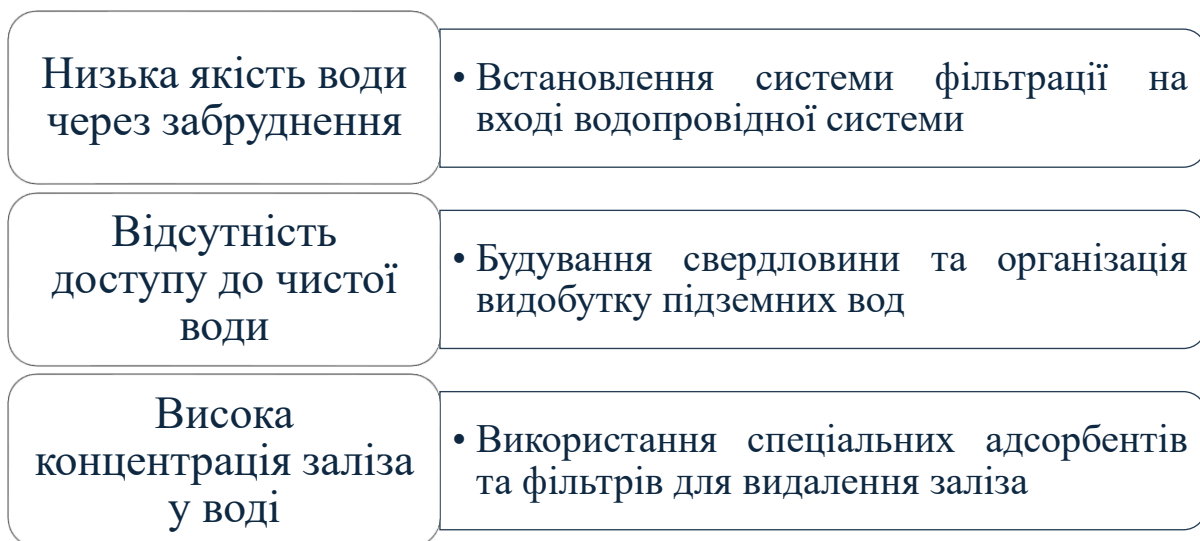 Низька якість води
через забруднення
• Встановлення системи фільтрації на
вході водопровідної системи
Відсутність
доступу до чистої
води
• Будування свердловини та організація
видобутку підземних вод
Висока
концентрація заліза
у воді
• Використання спеціальних адсорбентів
та фільтрів для видалення заліза